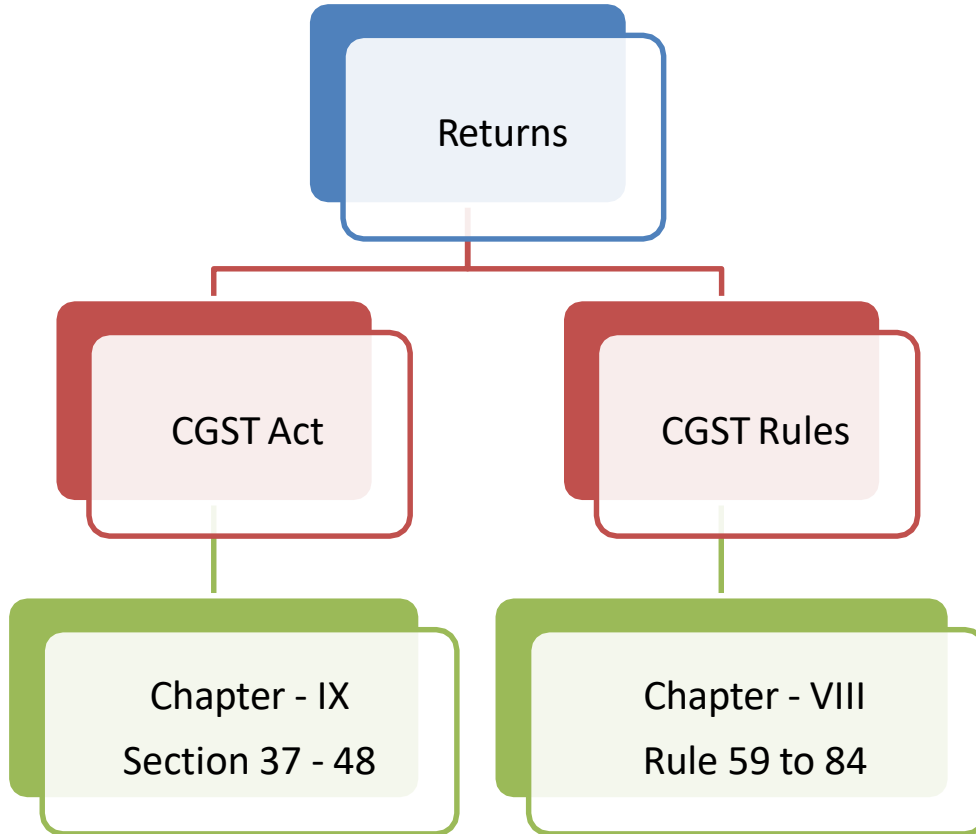 Returns
CGST Act
CGST Rules
Chapter - IX
Section 37 - 48
Chapter - VIII
Rule 59 to 84